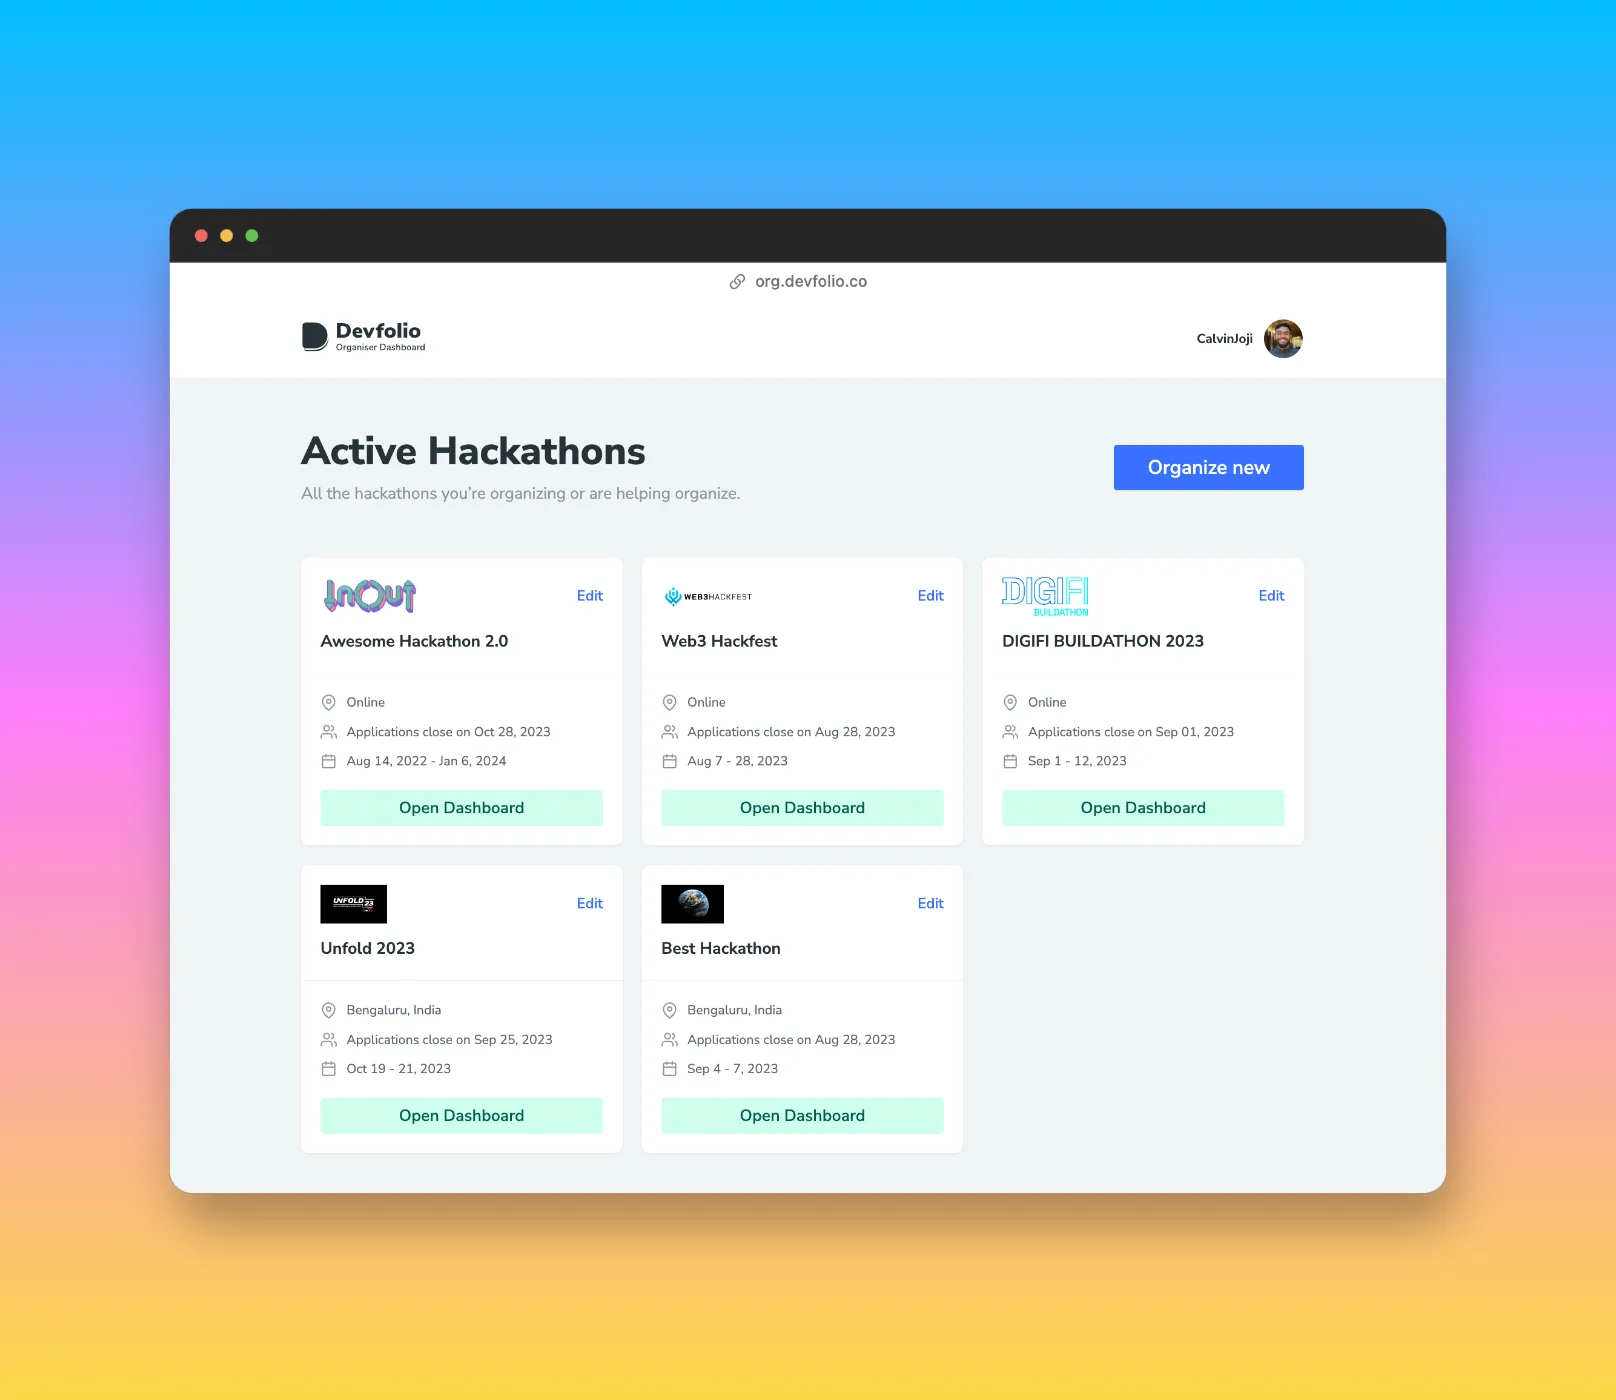 org.devfolio.co
Devfolio
Organiser Dashboard
CalvinJoji
Active Hackathons
All the hackathons you're organizing or are helping organize.
Organize new
InOut
Edit
Awesome Hackathon 2.0
Online
Applications close on Oct 28, 2023
Aug 14, 2022 - Jan 6, 2024
Open Dashboard
WEB3HACKFEST
Edit
Web3 Hackfest
Online
Applications close on Aug 28, 2023
Aug 7 - 28, 2023
Open Dashboard
DIGIFI
BUILDATHON
Edit
DIGIFI BUILDATHON 2023
Online
Applications close on Sep 01, 2023
Sep 1 - 12, 2023
Open Dashboard
UNFOLD
23
Edit
Unfold 2023
Bengaluru, India
Applications close on Sep 25, 2023
Oct 19 - 21, 2023
Open Dashboard
Edit
Best Hackathon
Bengaluru, India
Applications close on Aug 28, 2023
Sep 4 - 7, 2023
Open Dashboard